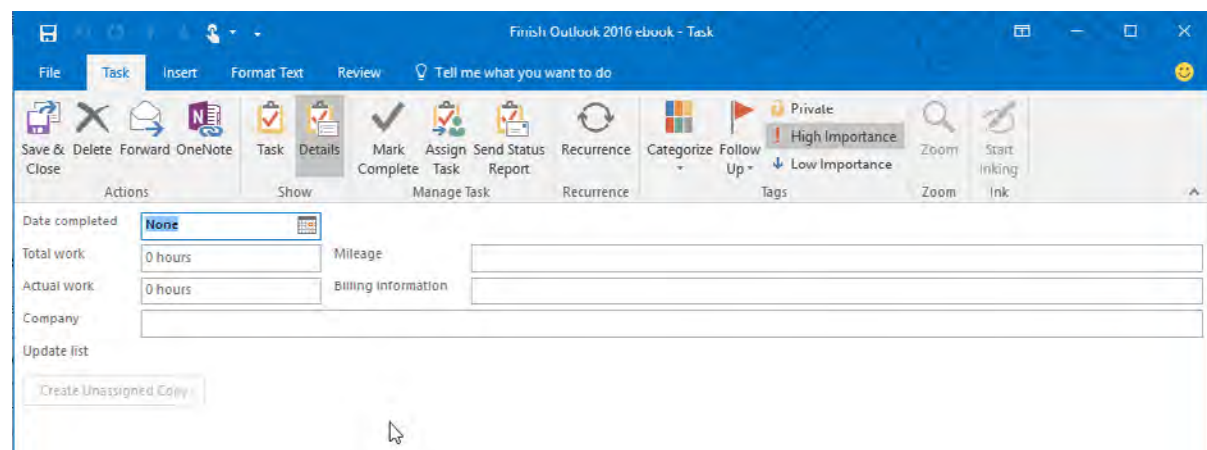 Finish Outlook 2016 ebook - Task
File Task Insert Format Text Review Tell me what you want to do
Save & Close Delete Forward OneNote Task Details Mark Complete Assign Task Send Status Report Recurrence Categorize Follow Up Private
High Importance
Low Importance
Zoom Start Inking
Actions Show Manage Task Recurrence Tags Zoom Ink
Date completed None
Total work 0 hours Mileage
Actual work 0 hours Billing information
Company
Update list
Create Unassigned Copy